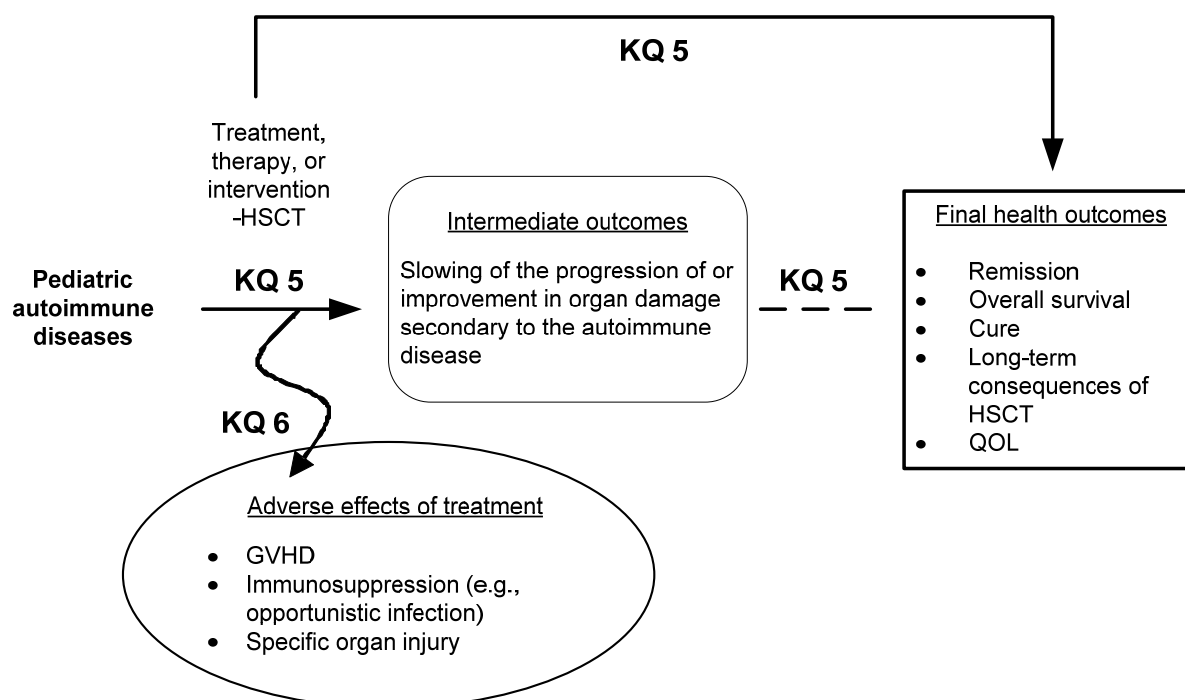 KQ 5
Treatment,
therapy, or
intervention
-HSCT
Pediatric
autoimmune
diseases
KQ 5
Intermediate outcomes
Slowing of the progression of or
improvement in organ damage
secondary to the autoimmune
disease
KQ 5
Final health outcomes
• Remission
• Overall survival
• Cure
• Long-term
consequences of
HSCT
• QOL
KQ 6
Adverse effects of treatment
• GVHD
• Immunosuppression (e.g.,
opportunistic infection)
• Specific organ injury